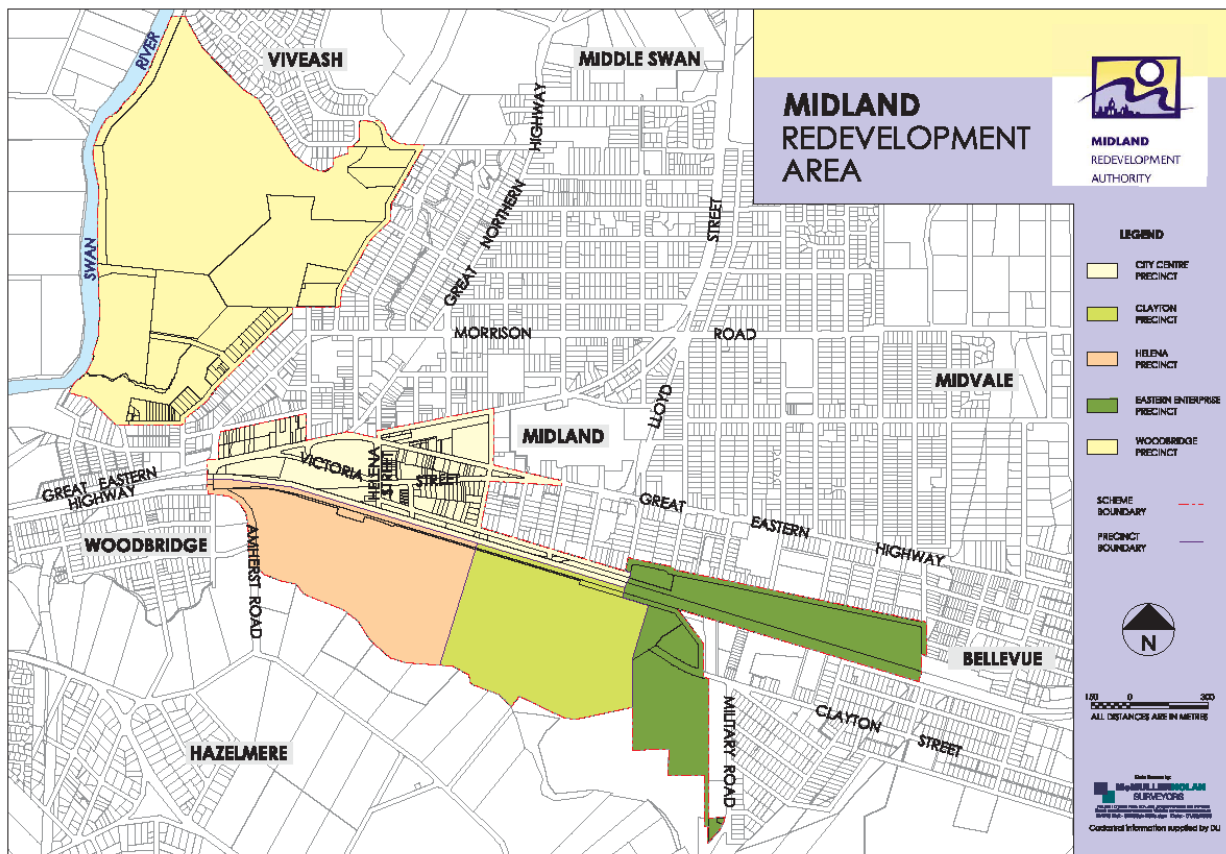 VIVEASH
MIDDLE SWAN
RIVER
SWAN
HIGHWAY
GREAT NORTHERN
STREET
MORRISON ROAD
MIDVALE
LLOYD
MIDLAND
VICTORIA STREET
HELENA
STREET
GREAT EASTERN
HIGHWAY
WOODBRIDGE
AMHERST ROAD
GREAT EASTERN HIGHWAY
BELLEVUE
CLAYTON STREET
MILITARY ROAD
HAZELMERE
MIDLAND
REDEVELOPMENT
AREA
MIDLAND
REDEVELOPMENT
AUTHORITY
LEGEND
CITY CENTRE
PRECINCT
CLAYTON
PRECINCT
HELENA
PRECINCT
EASTERN ENTERPRISE
PRECINCT
WOODBRIDGE
PRECINCT
SCHEME
BOUNDARY
PRECINCT
BOUNDARY
N
150 0 300
ALL DISTANCES ARE IN METRES
McMULLEN NOLAN
SURVEYORS
Cadastral information supplied by DLI